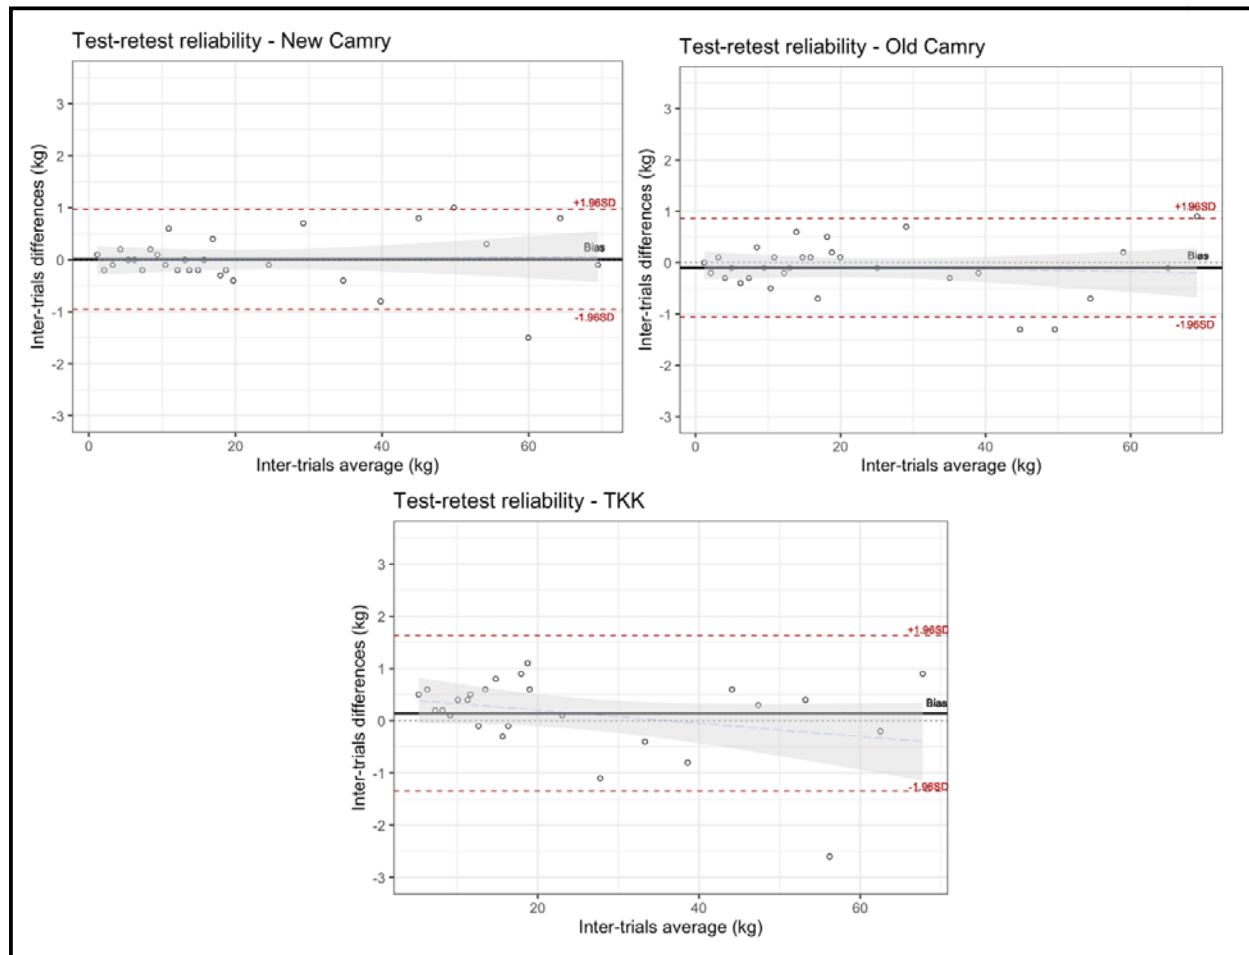 Test-retest reliability - New Camry
Inter-trials differences (kg)
3
2
1
0
-1
-2
-3
+1.96SD
Bias
-1.96SD
0
20
40
60
Inter-trials average (kg)
Test-retest reliability - Old Camry
Inter-trials differences (kg)
3
2
1
0
-1
-2
-3
+1.96SD
Bias
-1.96SD
0
20
40
60
Inter-trials average (kg)
Test-retest reliability - TKK
Inter-trials differences (kg)
3
2
1
0
-1
-2
-3
+1.96SD
Bias
-1.96SD
20
40
60
Inter-trials average (kg)